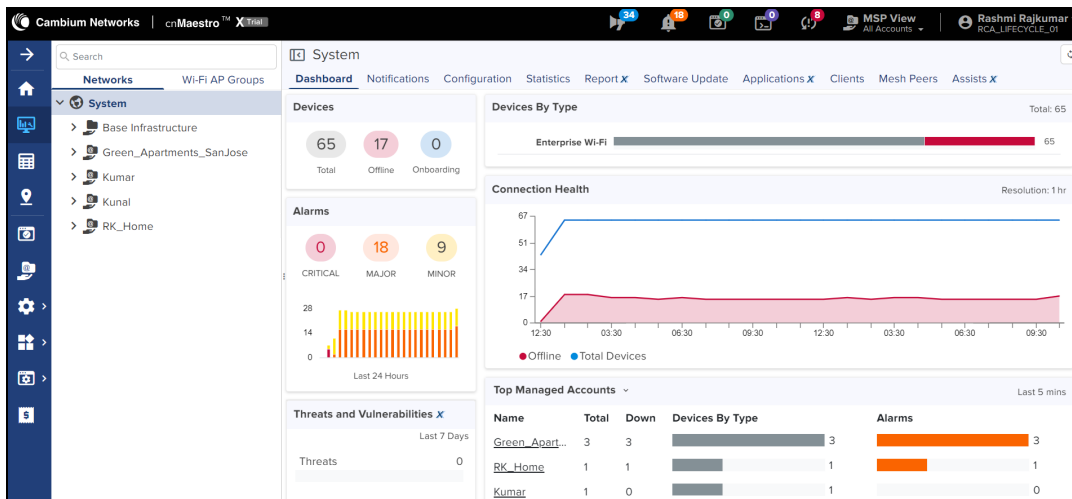 Cambium Networks | cnMaestro™ X Trial
34
18
0
0
8
MSP View
All Accounts
Rashmi Rajkumar
RCA_LIFECYCLE_01
Search
Networks
Wi-Fi AP Groups
System
Base Infrastructure
Green_Apartments_SanJose
Kumar
Kunal
RK_Home
System
Dashboard Notifications Configuration Statistics Report X Software Update Applications X Clients Mesh Peers Assists X
Devices
65 17 0
Total Offline Onboarding
Devices By Type Total: 65
Enterprise Wi-Fi 65
Alarms
0 18 9
CRITICAL MAJOR MINOR
28
14
0
Last 24 Hours
Connection Health Resolution: 1 hr
67
51
34
17
0
12:30 03:30 06:30 09:30 12:30 03:30 06:30 09:30
Offline Total Devices
Threats and Vulnerabilities X
Last 7 Days
Threats 0
Top Managed Accounts Last 5 mins
Name Total Down Devices By Type Alarms
Green_Apart... 3 3 3 3
RK_Home 1 1 1 1
Kumar 1 0 1 0